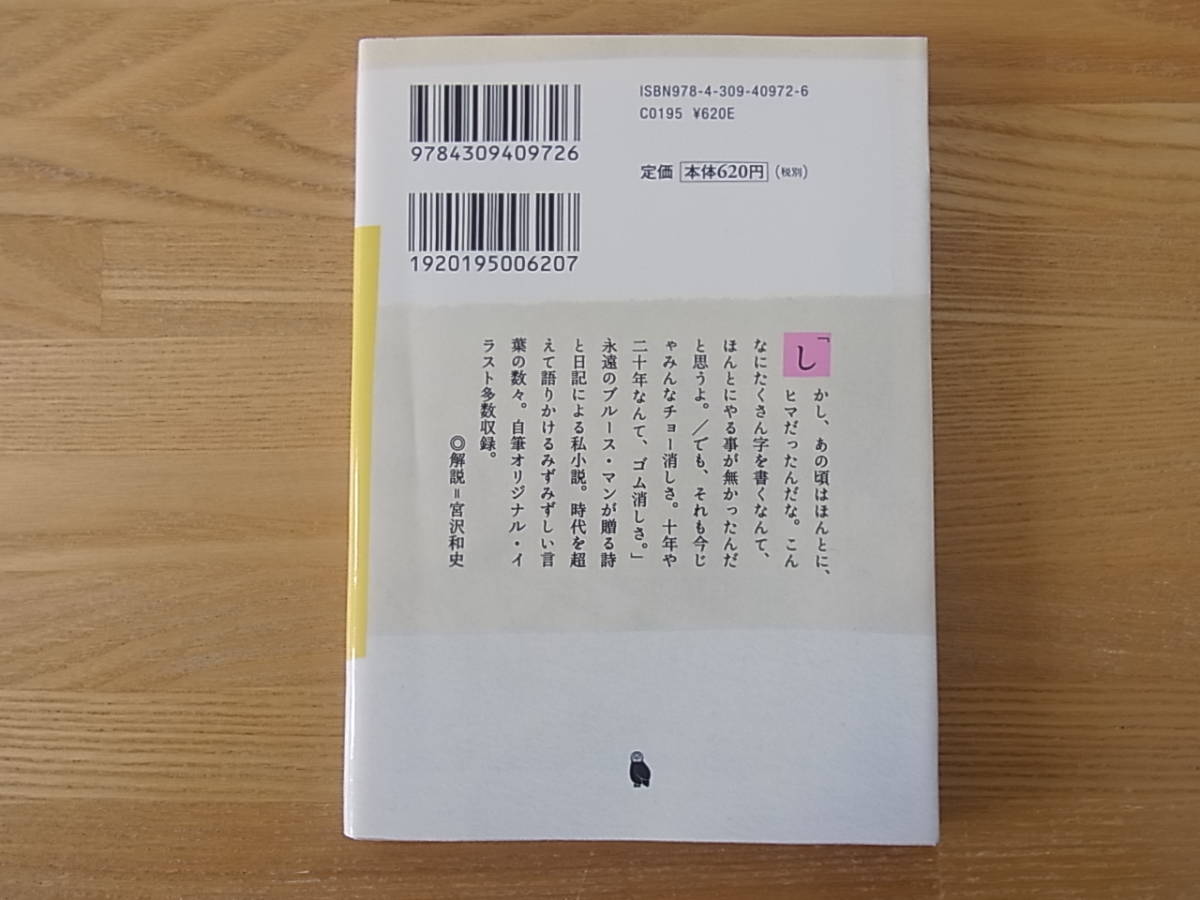 9784309409726
ISBN978-4-309-40972-6
C0195 ¥620E
定価 本体620円（税別）
1920195006207
「し
かし、あの頃はほんとに、
ヒマだったんだな。こん
なにたくさん字を書くなんて、
ほんとにやる事が無かったんだ
と思うよ。／でも、それも今じ
ゃみんなチョー消しさ。十年や
二十年なんて、ゴム消しさ。」
永遠のブルース・マンが贈る詩
と日記による私小説。時代を超
えて語りかけるみずみずしい言
葉の数々。自筆オリジナル・イ
ラスト多数収録。
◎解説＝宮沢和史